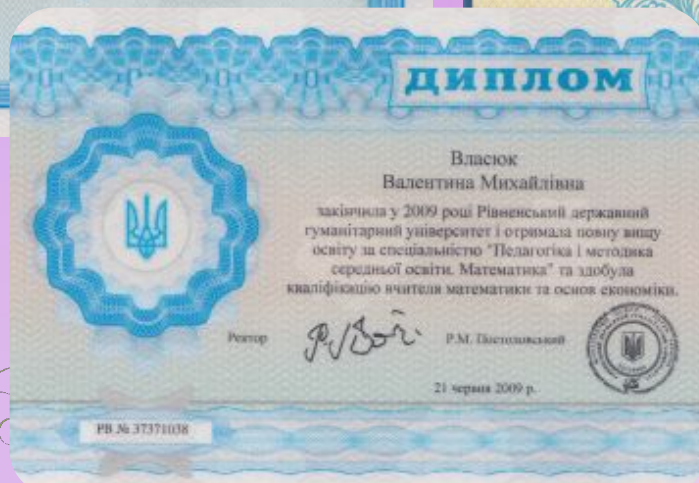 ДИПЛОМ
Власюк
Валентина Михайлівна
закінчила у 2009 році Рівненський державний
гуманітарний університет і отримала повну вищу
освіту за спеціальністю "Педагогіка і методика
середньої освіти. Математика" та здобула
кваліфікацію вчителя математики та основ економіки.
Ректор Р.М. Постоловський
21 червня 2009 р.
РВ № 37371038